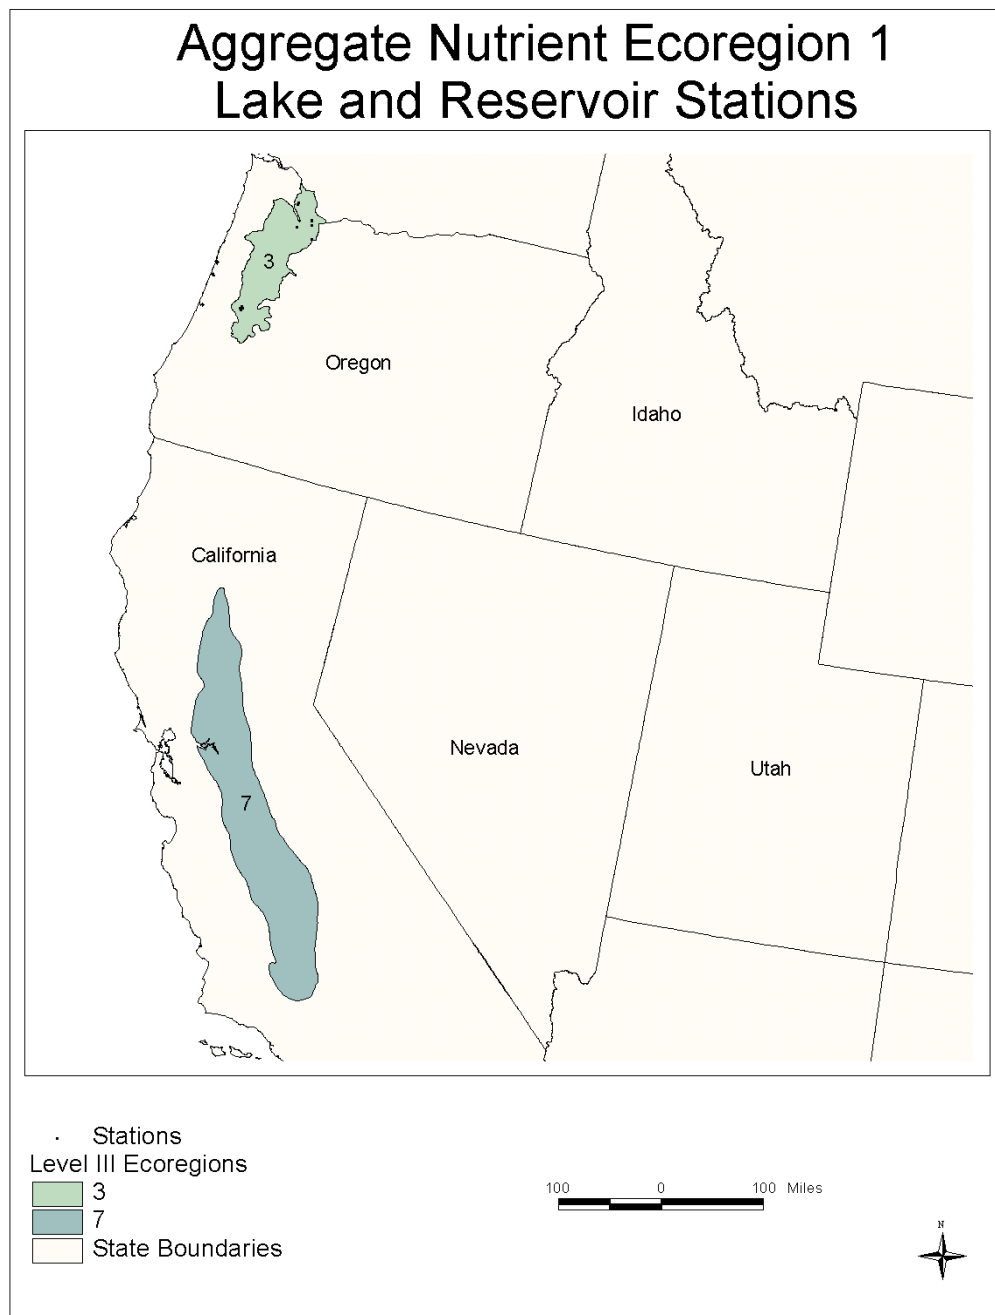 Aggregate Nutrient Ecoregion 1
Lake and Reservoir Stations
3
Oregon
Idaho
California
Nevada
Utah
7
Stations
Level III Ecoregions
3
7
State Boundaries
100 0 100 Miles
N